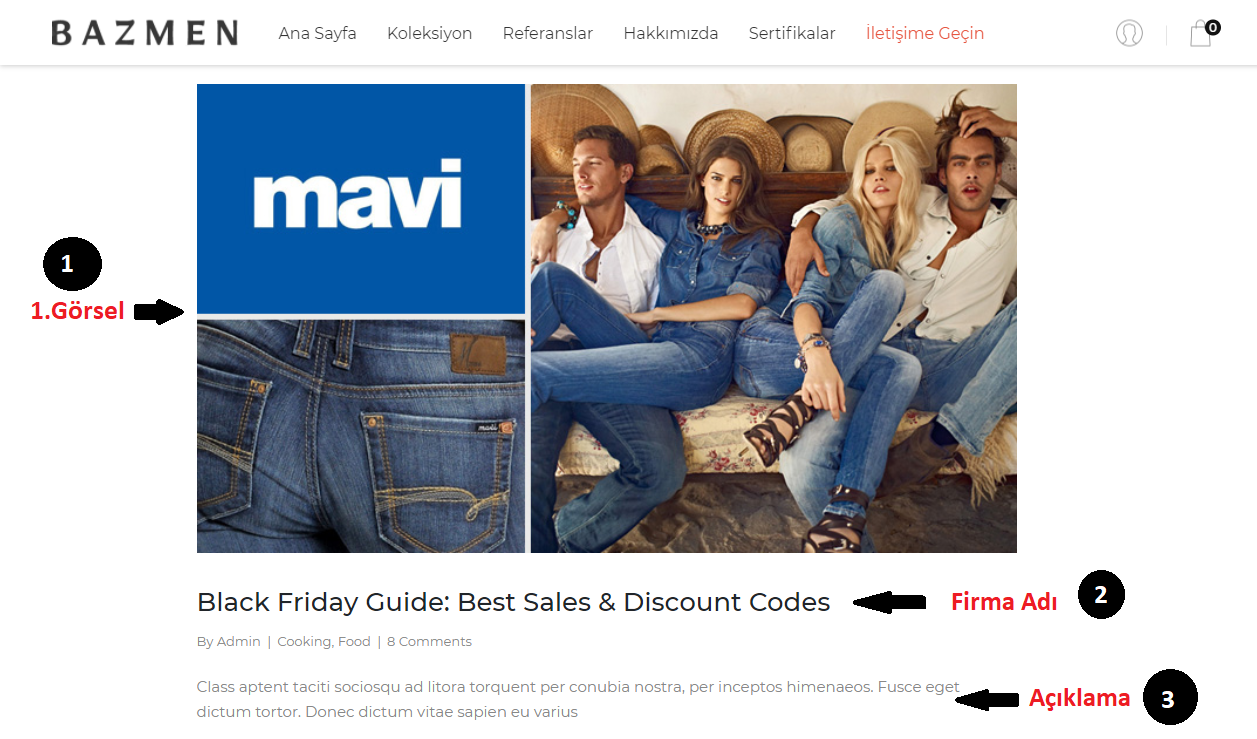 BAZMEN
Ana Sayfa Koleksiyon Referanslar Hakkımızda Sertifikalar İletişime Geçin
0
mavi
1
1.Görsel
mavi
Black Friday Guide: Best Sales & Discount Codes
Firma Adı
2
By Admin | Cooking, Food | 8 Comments
Class aptent taciti sociosqu ad litora torquent per conubia nostra, per inceptos himenaeos. Fusce eget
dictum tortor. Donec dictum vitae sapien eu varius
Açıklama
3